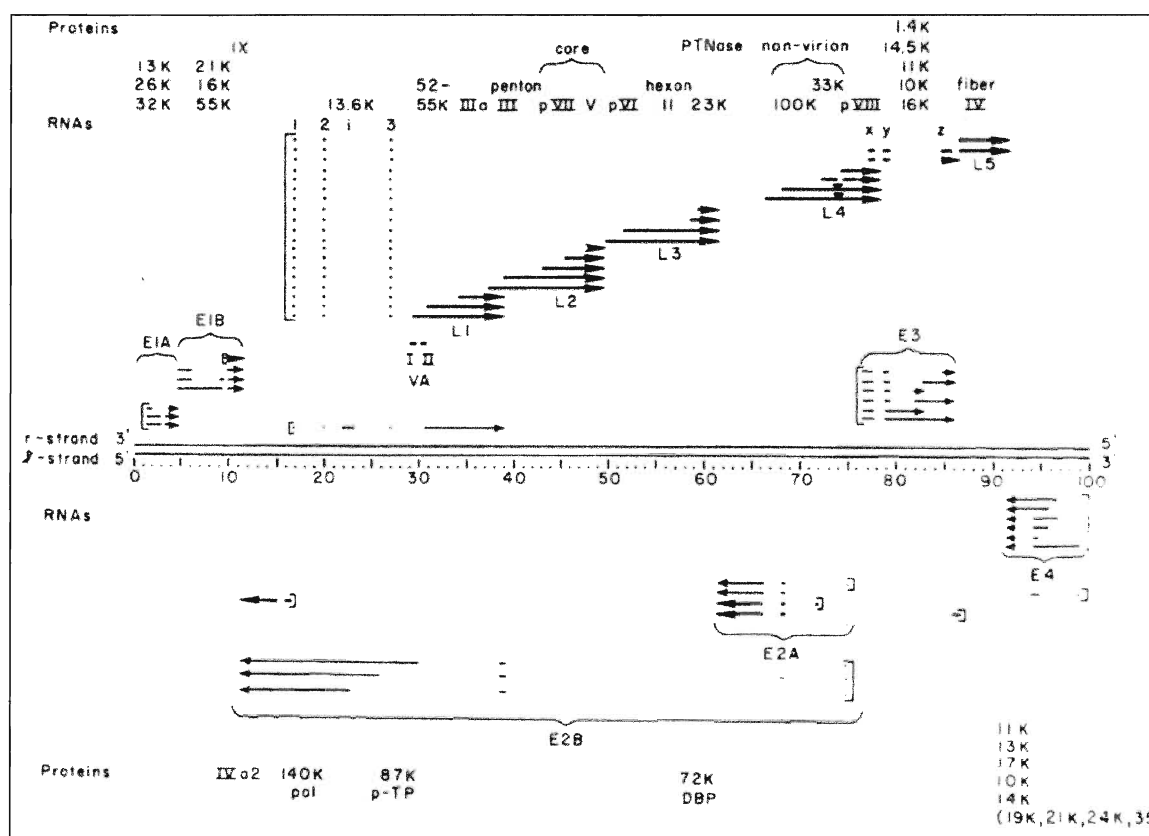 Proteins
IX
13K 21K
26K 16K
32K 55K
13.6K
core
PTNase non-virion
1.4K
14.5K
11K
10K
16K
52- penton hexon 33K fiber
55K IIIa III pVII V pVI II 23K 100K pVIII IV
RNAs 1 2 i 3
x y z
L5
L4
L3
L2
L1
E1B
E1A
I II
VA
E3
r-strand 3' 5'
l-strand 5' 3
0 10 20 30 40 50 60 70 80 90 100
RNAs
E4
E2A
E2B
Proteins
IVa2 140K 87K 72K
pol p-TP DBP
11K
13K
17K
10K
14K
(19K, 21K, 24K, 35